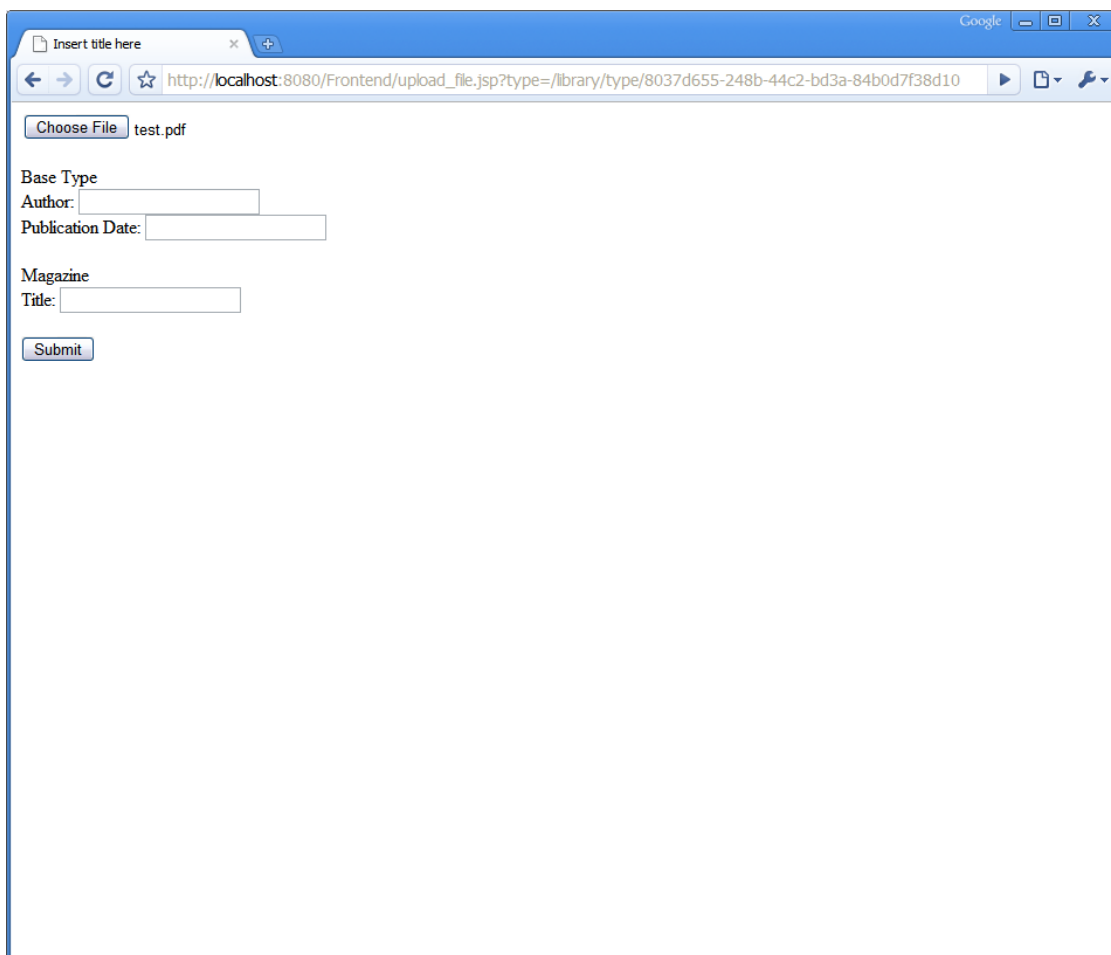 Google
Insert title here
http://localhost:8080/Frontend/upload_file.jsp?type=/library/type/8037d655-248b-44c2-bd3a-84b0d7f38d10
Choose File test.pdf
Base Type
Author:
Publication Date:
Magazine
Title:
Submit